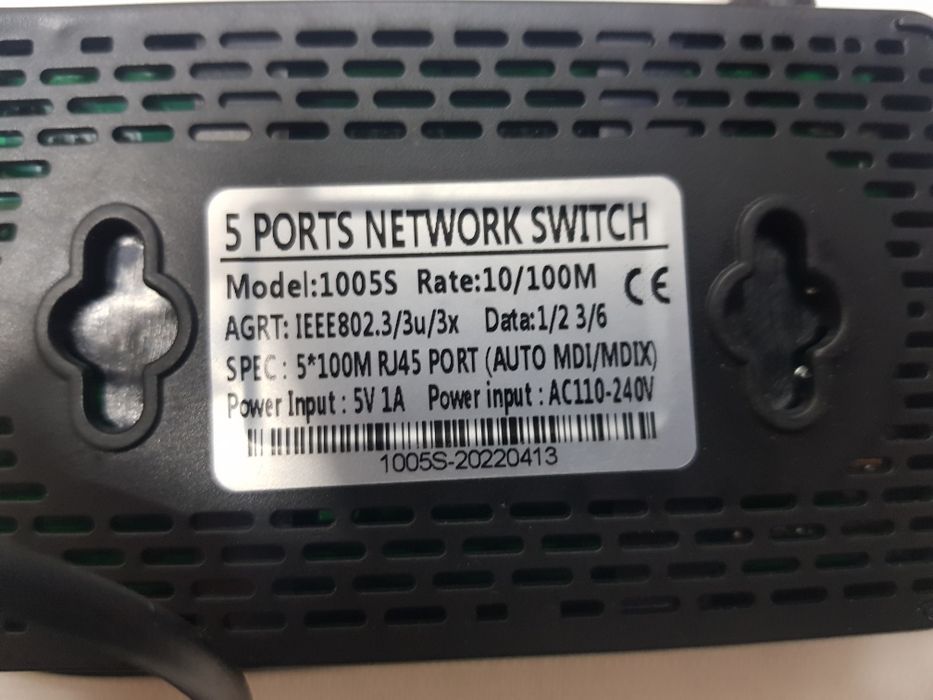 5 PORTS NETWORK SWITCH
Model:1005S Rate:10/100M CE
AGRT: IEEE802.3/3u/3x Data:1/2 3/6
SPEC : 5*100M RJ45 PORT (AUTO MDI/MDIX)
Power Input : 5V 1A Power input : AC110-240V
1005S-20220413